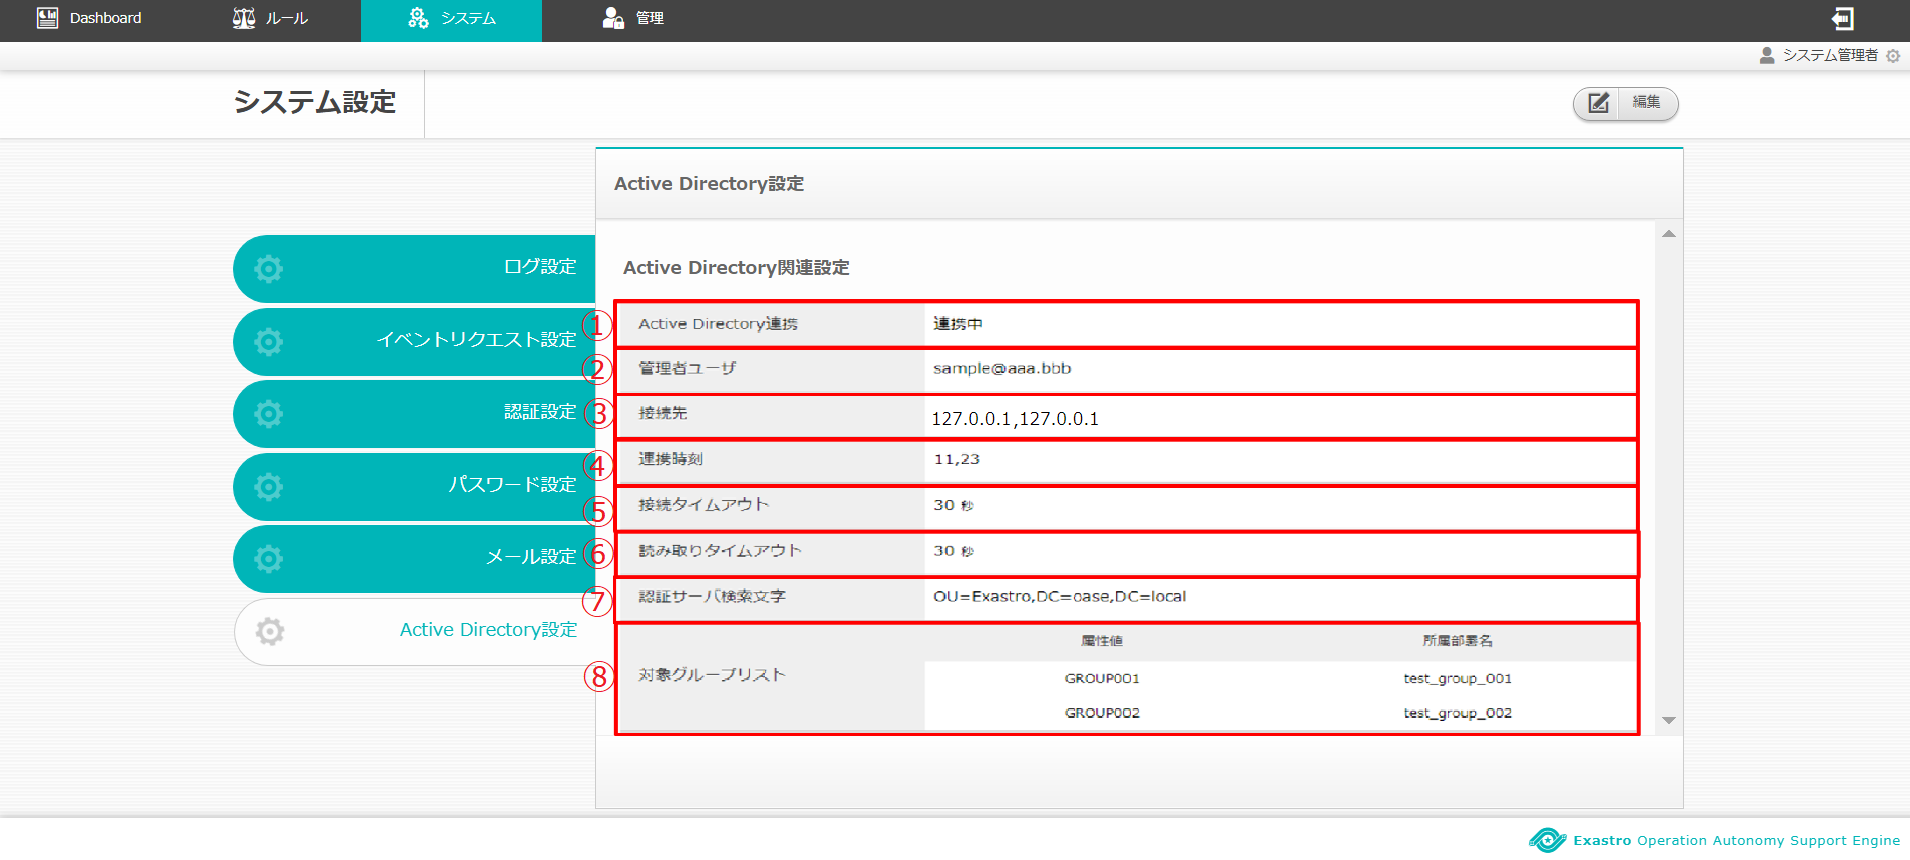 Dashboard ルール システム 管理
システム管理者
システム設定 編集
Active Directory設定
Active Directory関連設定
ログ設定
イベントリクエスト設定
認証設定
パスワード設定
メール設定
Active Directory設定
① Active Directory連携 連携中
② 管理者ユーザ sample@aaa.bbb
③ 接続先 127.0.0.1,127.0.0.1
④ 連携時刻 11,23
⑤ 接続タイムアウト 30 秒
⑥ 読み取りタイムアウト 30 秒
⑦ 認証サーバ検索文字 OU=Exastro,DC=oase,DC=local
⑧ 対象グループリスト
属性値 所属部署名
GROUP001 test_group_001
GROUP002 test_group_002
Exastro Operation Autonomy Support Engine